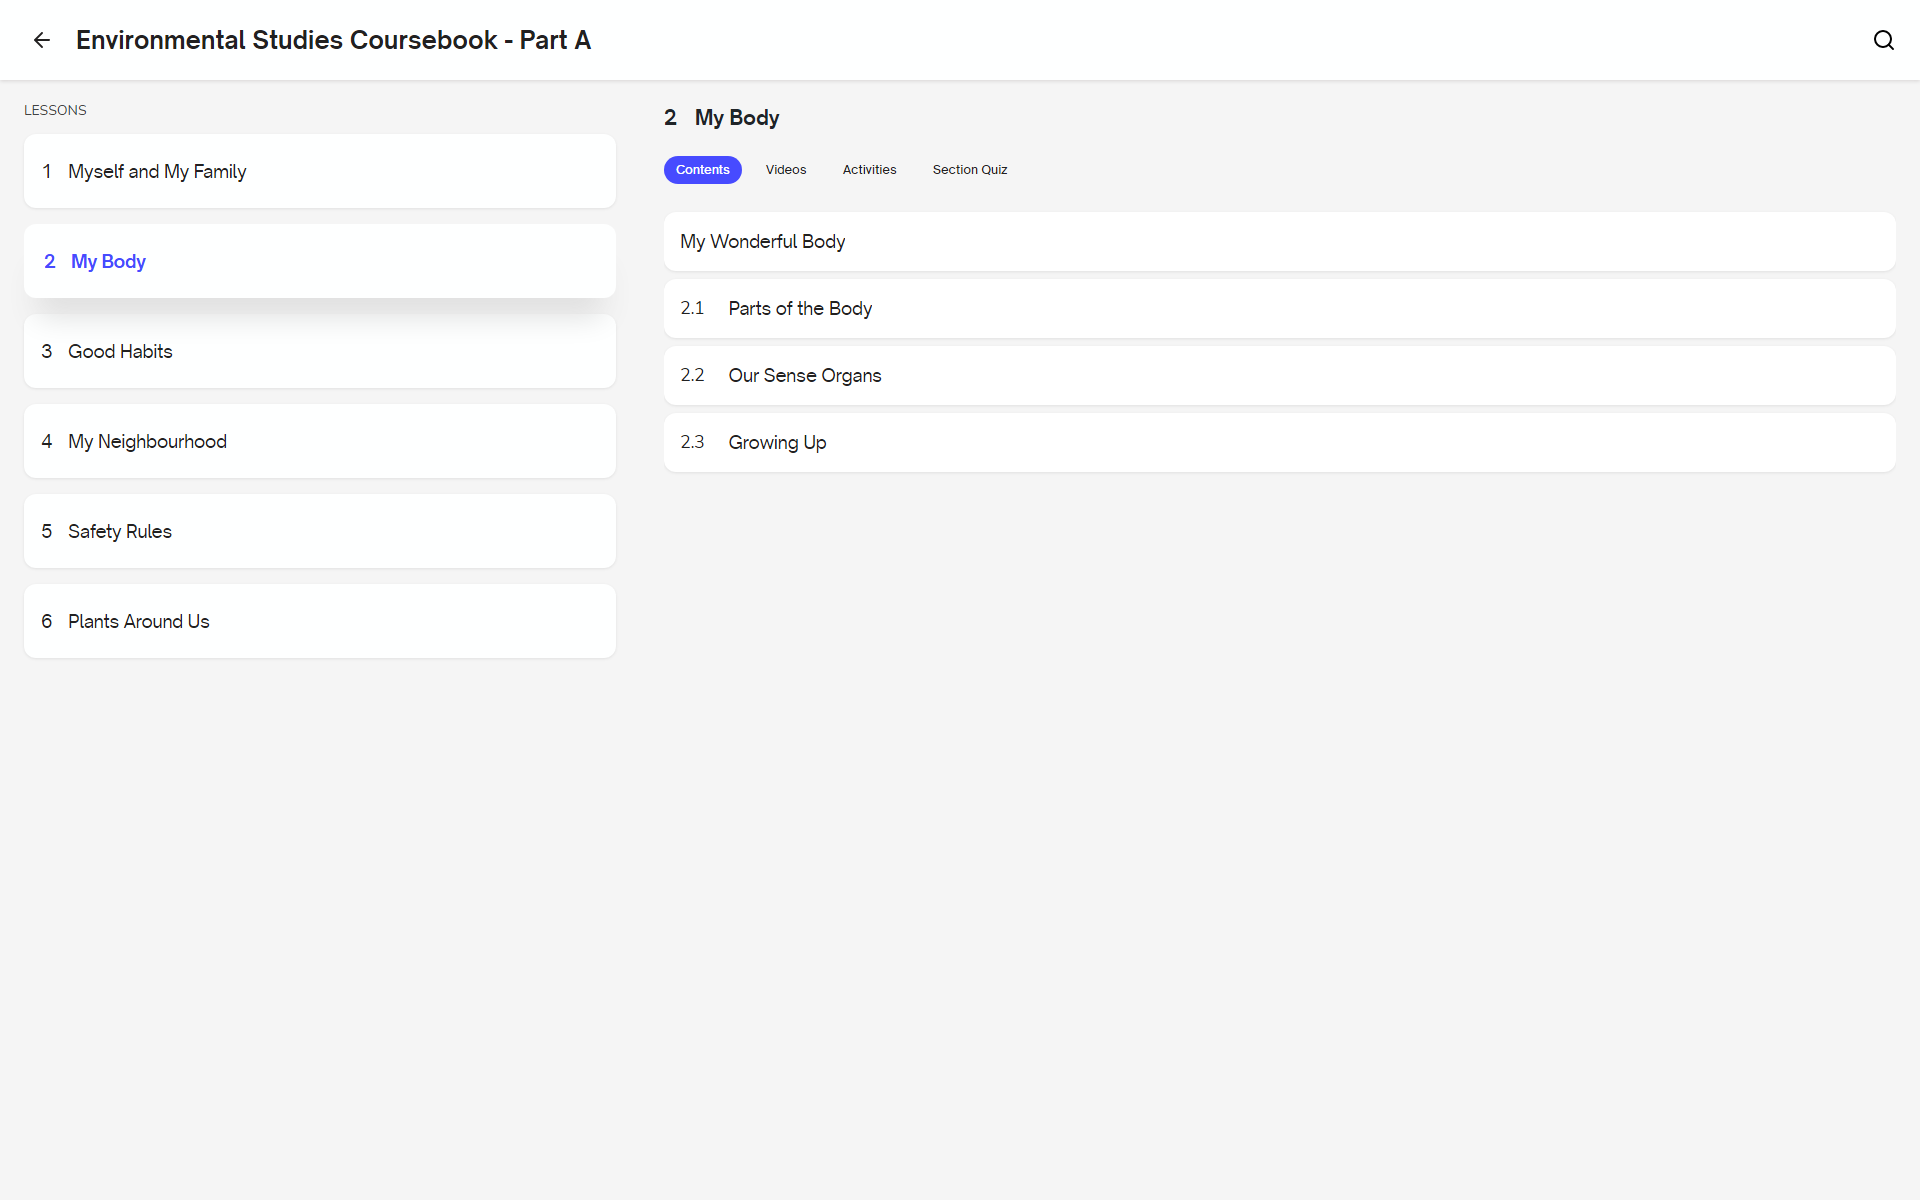 Environmental Studies Coursebook - Part A
LESSONS
1 Myself and My Family
2 My Body
3 Good Habits
4 My Neighbourhood
5 Safety Rules
6 Plants Around Us
2 My Body
Contents Videos Activities Section Quiz
My Wonderful Body
2.1 Parts of the Body
2.2 Our Sense Organs
2.3 Growing Up